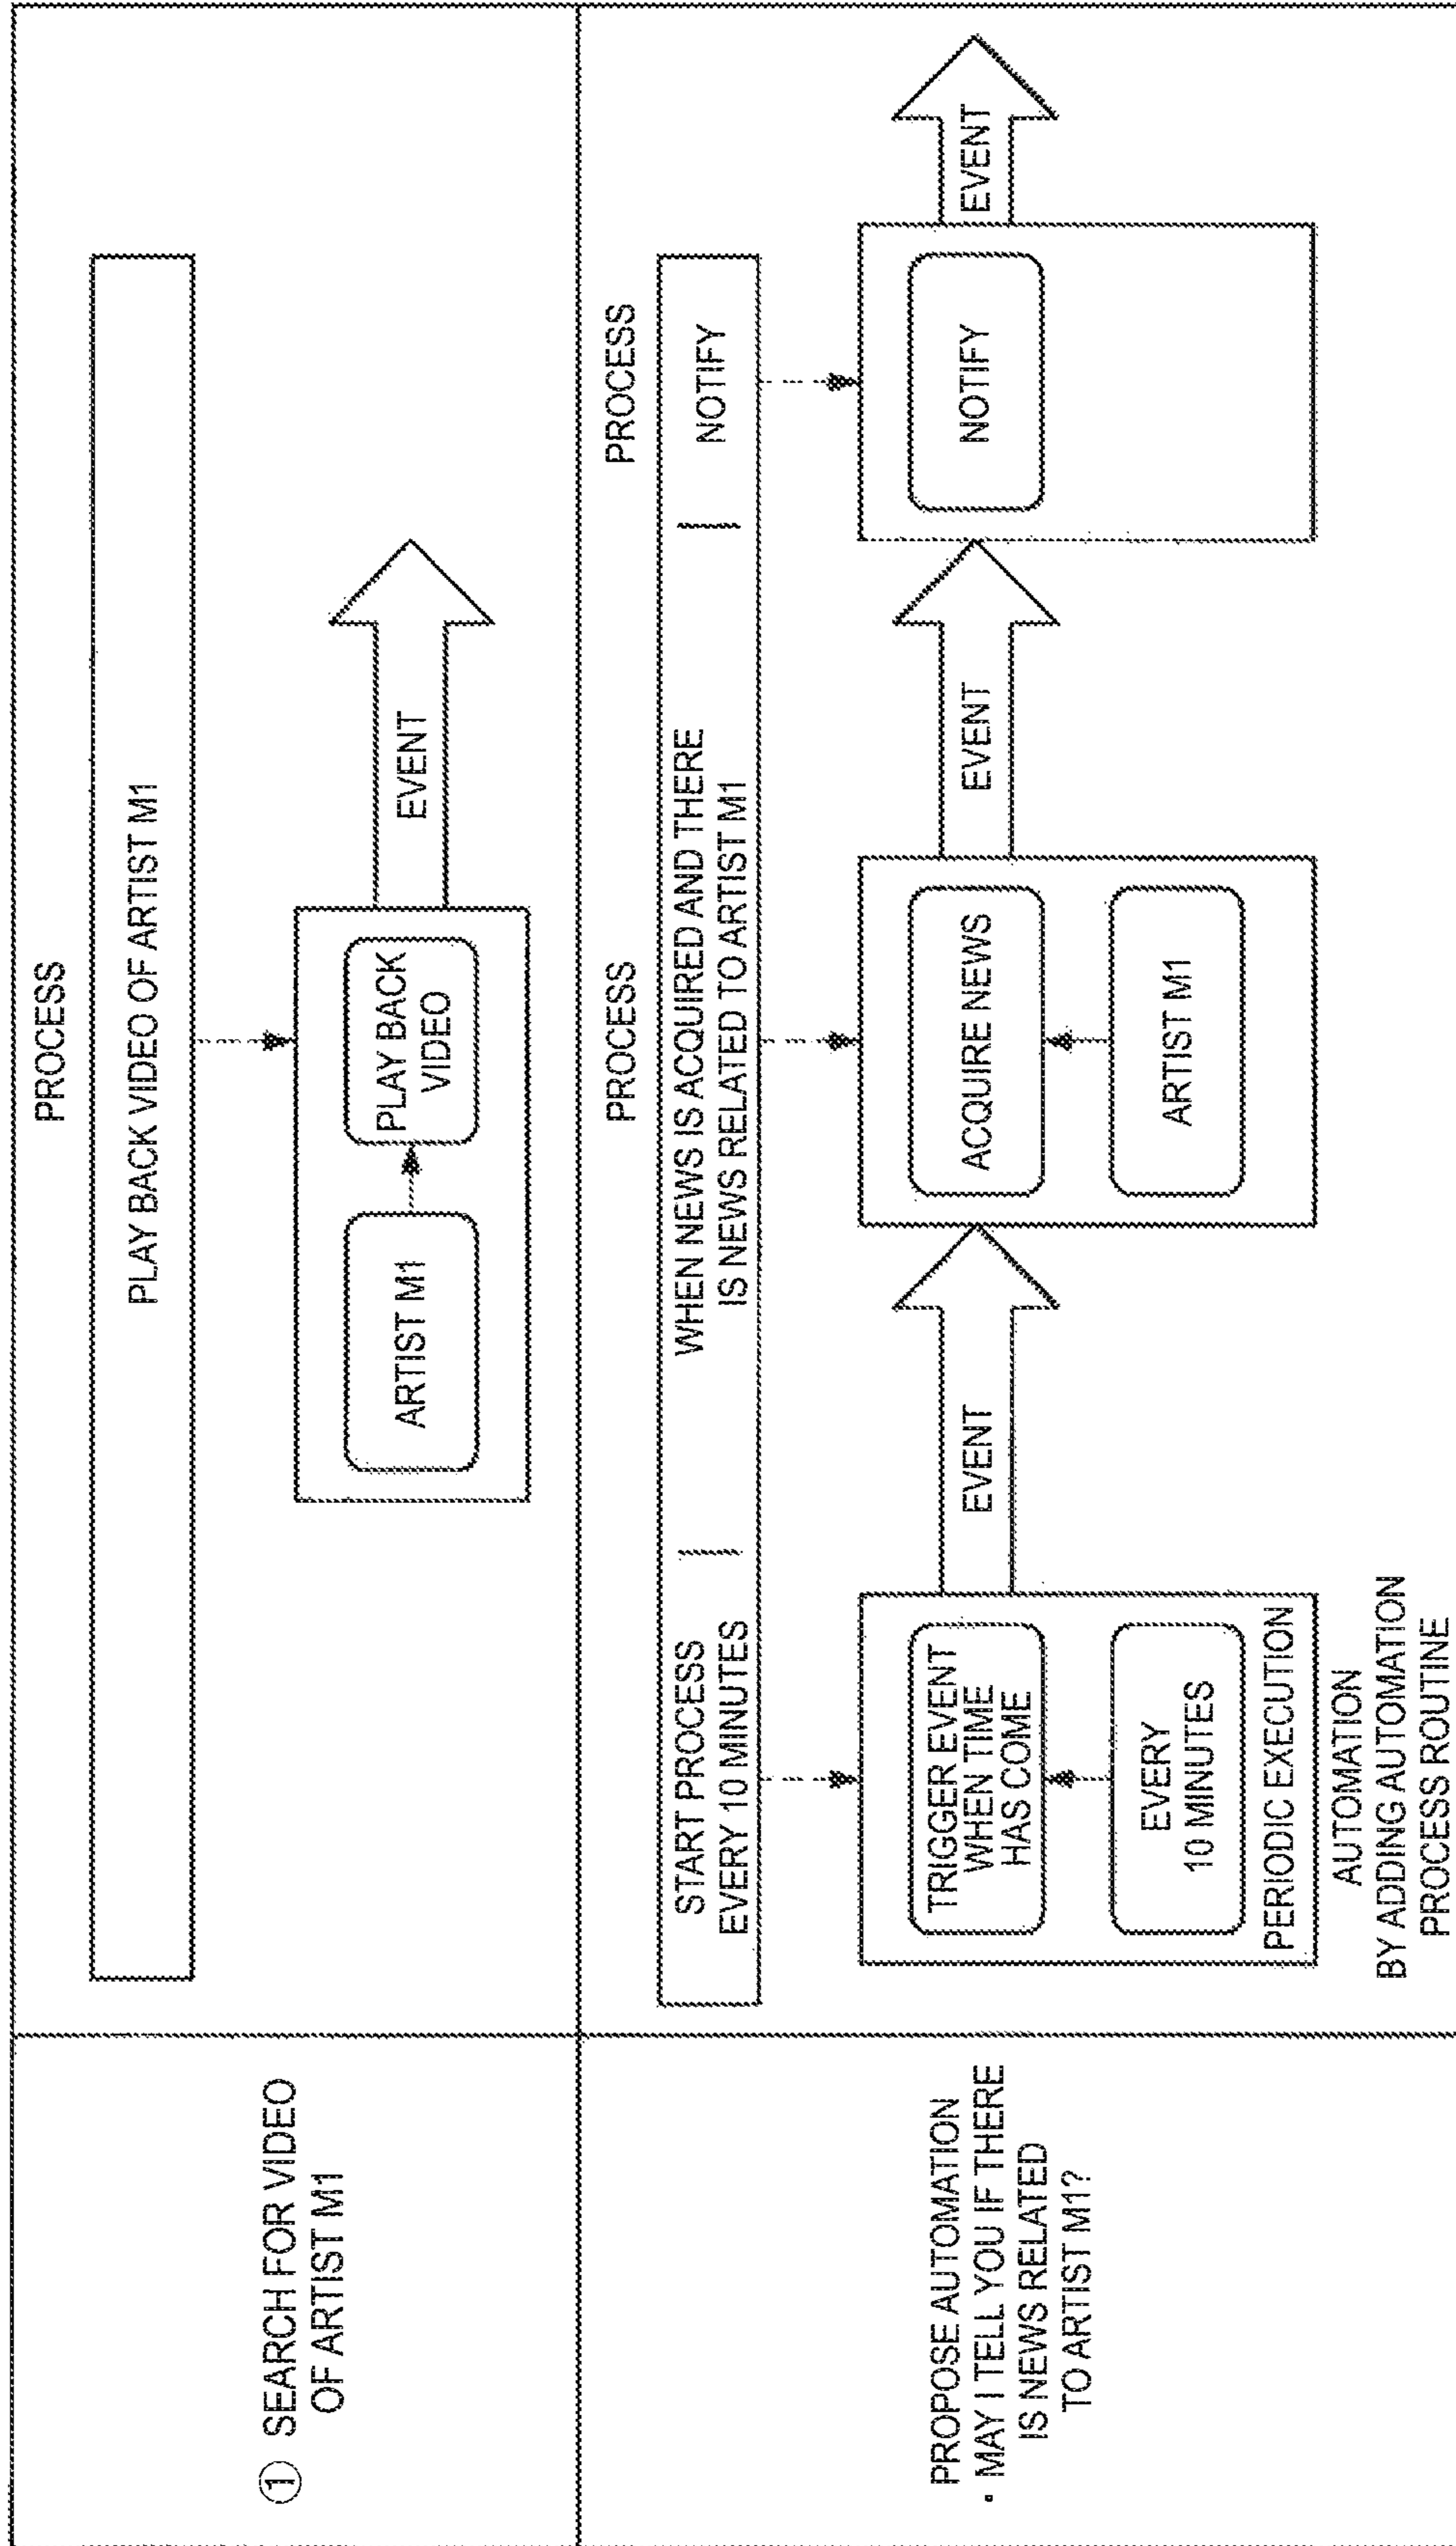 ① SEARCH FOR VIDEO
OF ARTIST M1
PROCESS
PLAY BACK VIDEO OF ARTIST M1
ARTIST M1
PLAY BACK
VIDEO
EVENT
PROPOSE AUTOMATION
· MAY I TELL YOU IF THERE
IS NEWS RELATED
TO ARTIST M1?
PROCESS
PROCESS
START PROCESS
EVERY 10 MINUTES
WHEN NEWS IS ACQUIRED AND THERE
IS NEWS RELATED TO ARTIST M1
NOTIFY
TRIGGER EVENT
WHEN TIME
HAS COME
EVERY
10 MINUTES
PERIODIC EXECUTION
EVENT
ACQUIRE NEWS
ARTIST M1
EVENT
NOTIFY
EVENT
AUTOMATION
BY ADDING AUTOMATION
PROCESS ROUTINE